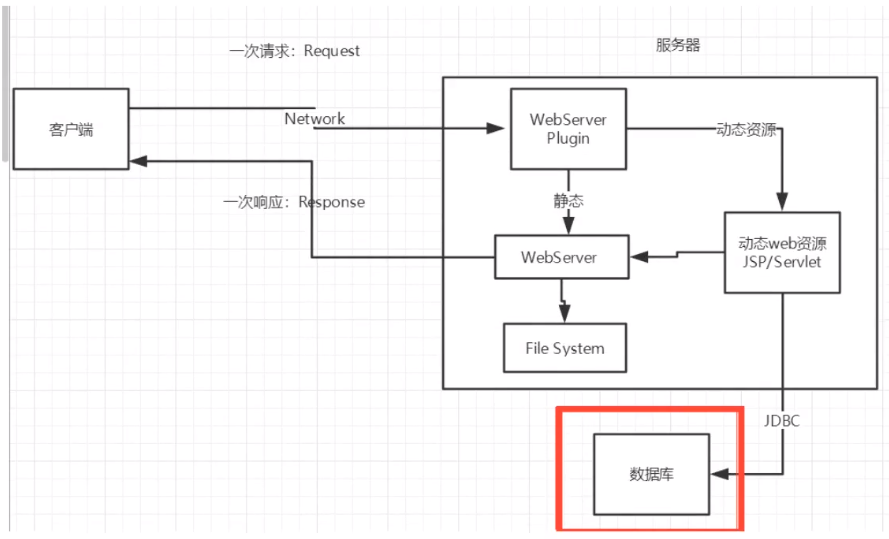 一次请求：Request
服务器
客户端
Network
WebServer
Plugin
动态资源
一次响应：Response
静态
WebServer
动态web资源
JSP/Servlet
File System
JDBC
数据库